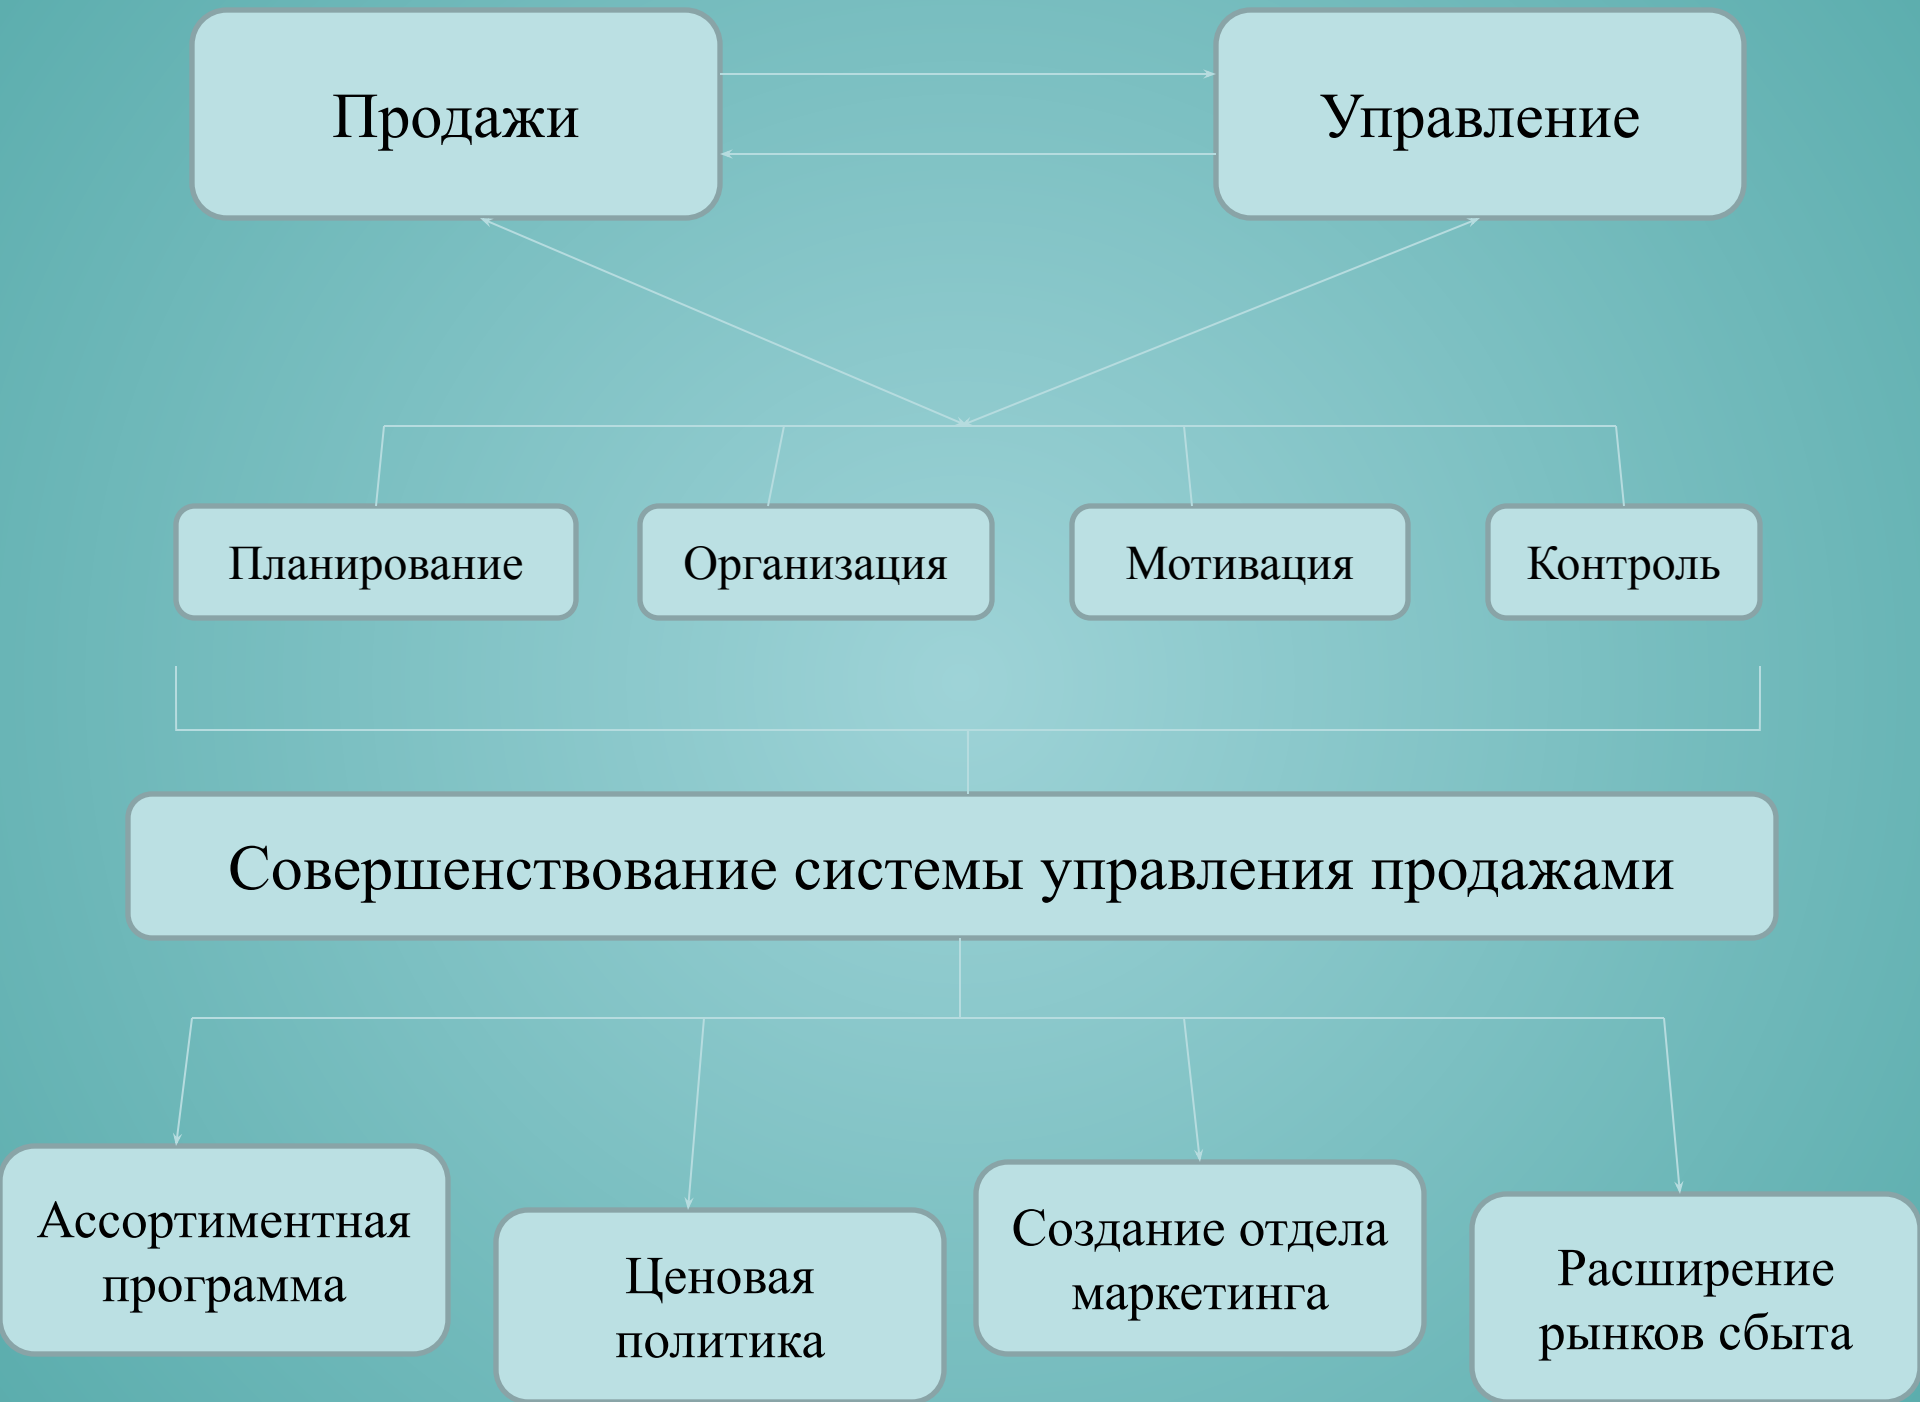 Продажи
Управление
Планирование
Организация
Мотивация
Контроль
Совершенствование системы управления продажами
Ассортиментная
программа
Ценовая
политика
Создание отдела
маркетинга
Расширение
рынков сбыта